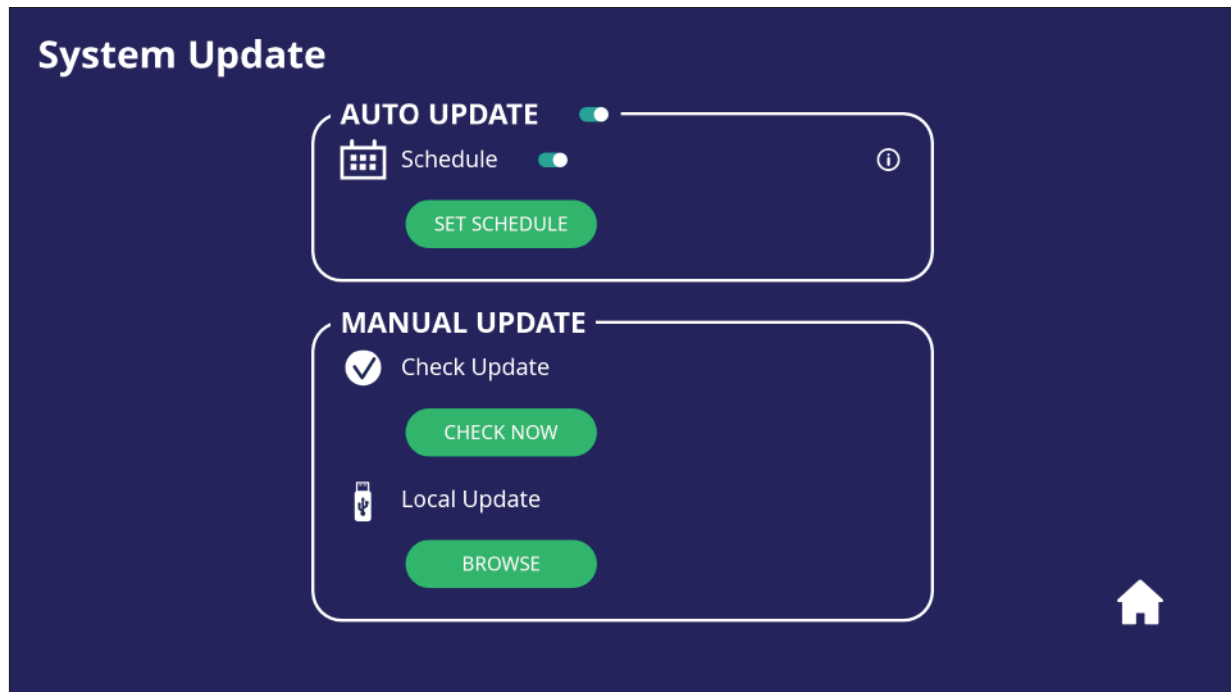 System Update
AUTO UPDATE
Schedule
SET SCHEDULE
MANUAL UPDATE
Check Update
CHECK NOW
Local Update
BROWSE